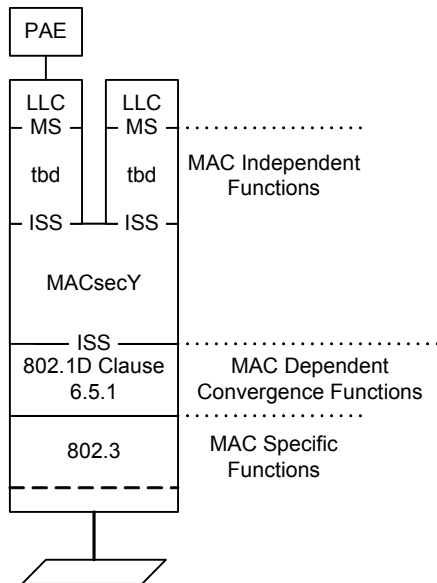 PAE
LLC LLC
MS MS
tbd tbd
MAC Independent
Functions
ISS ISS
MACsecY
ISS
802.1D Clause
6.5.1
MAC Dependent
Convergence Functions
802.3
MAC Specific
Functions